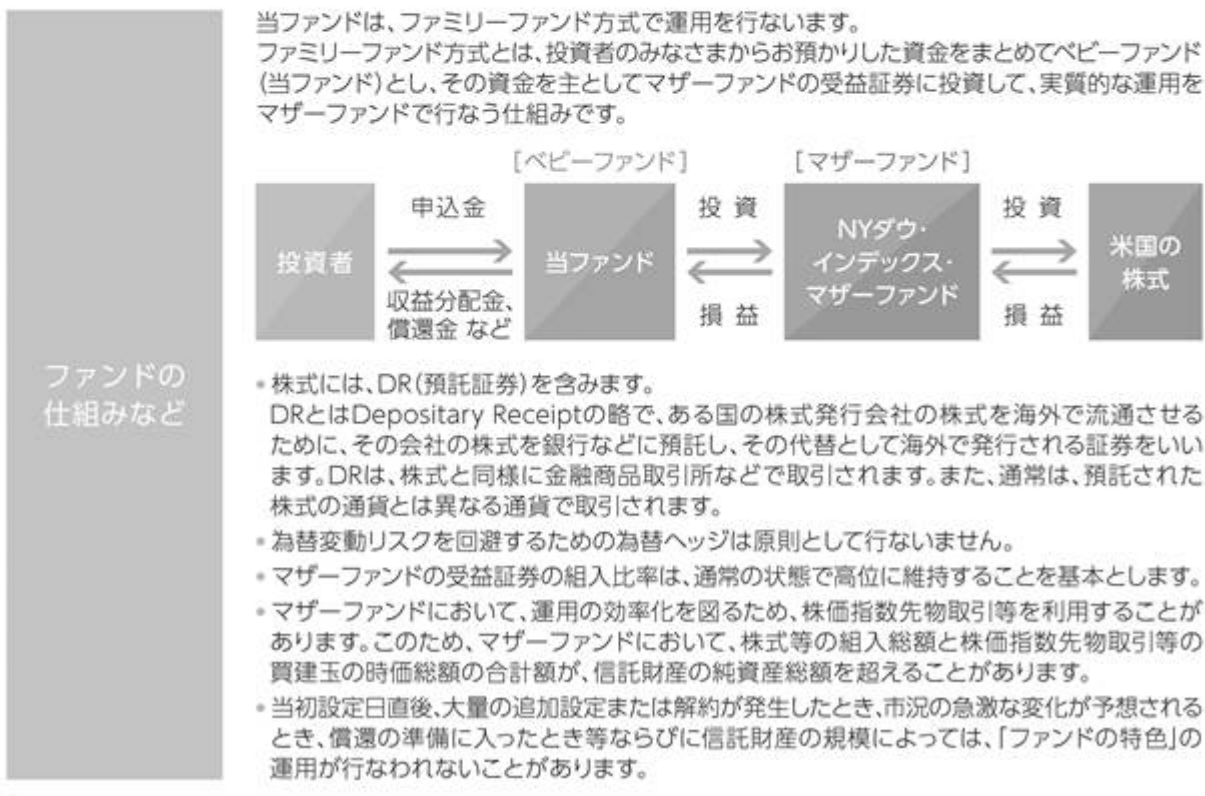 当ファンドは、ファミリーファンド方式で運用を行ないます。
ファミリーファンド方式とは、投資者のみなさまからお預かりした資金をまとめてベビーファンド
(当ファンド)とし、その資金を主としてマザーファンドの受益証券に投資して、実質的な運用を
マザーファンドで行なう仕組みです。
[ベビーファンド]
[マザーファンド]
投資者
申込金
収益分配金、
償還金 など
当ファンド
投 資
損 益
NYダウ・
インデックス・
マザーファンド
投 資
損 益
米国の
株式
ファンドの
仕組みなど
• 株式には、DR(預託証券)を含みます。
DRとはDepositary Receiptの略で、ある国の株式発行会社の株式を海外で流通させる
ために、その会社の株式を銀行などに預託し、その代替として海外で発行される証券をいい
ます。DRは、株式と同様に金融商品取引所などで取引されます。また、通常は、預託された
株式の通貨とは異なる通貨で取引されます。
• 為替変動リスクを回避するための為替ヘッジは原則として行ないません。
• マザーファンドの受益証券の組入比率は、通常の状態で高位に維持することを基本とします。
• マザーファンドにおいて、運用の効率化を図るため、株価指数先物取引等を利用することが
あります。このため、マザーファンドにおいて、株式等の組入総額と株価指数先物取引等の
買建玉の時価総額の合計額が、信託財産の純資産総額を超えることがあります。
• 当初設定日直後、大量の追加設定または解約が発生したとき、市況の急激な変化が予想される
とき、償還の準備に入ったとき等ならびに信託財産の規模によっては、「ファンドの特色」の
運用が行なわれないことがあります。